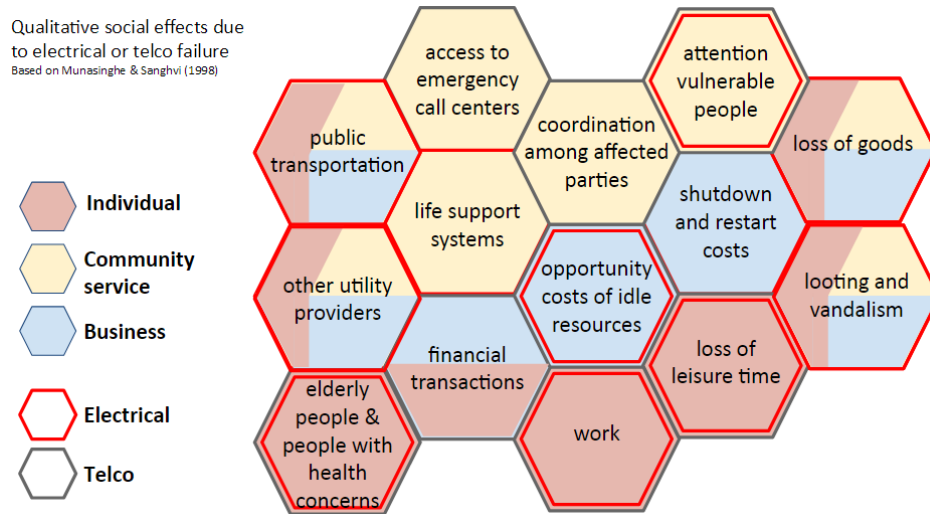 Qualitative social effects due
to electrical or telco failure
Based on Munasinghe & Sanghvi (1998)
access to
emergency
call centers
attention
vulnerable
people
public
transportation
coordination
among affected
parties
loss of goods
Individual
life support
systems
shutdown
and restart
costs
Community
service
other utility
providers
opportunity
costs of idle
resources
looting and
vandalism
Business
financial
transactions
loss of
leisure time
Electrical
elderly
people &
people with
health
concerns
work
Telco